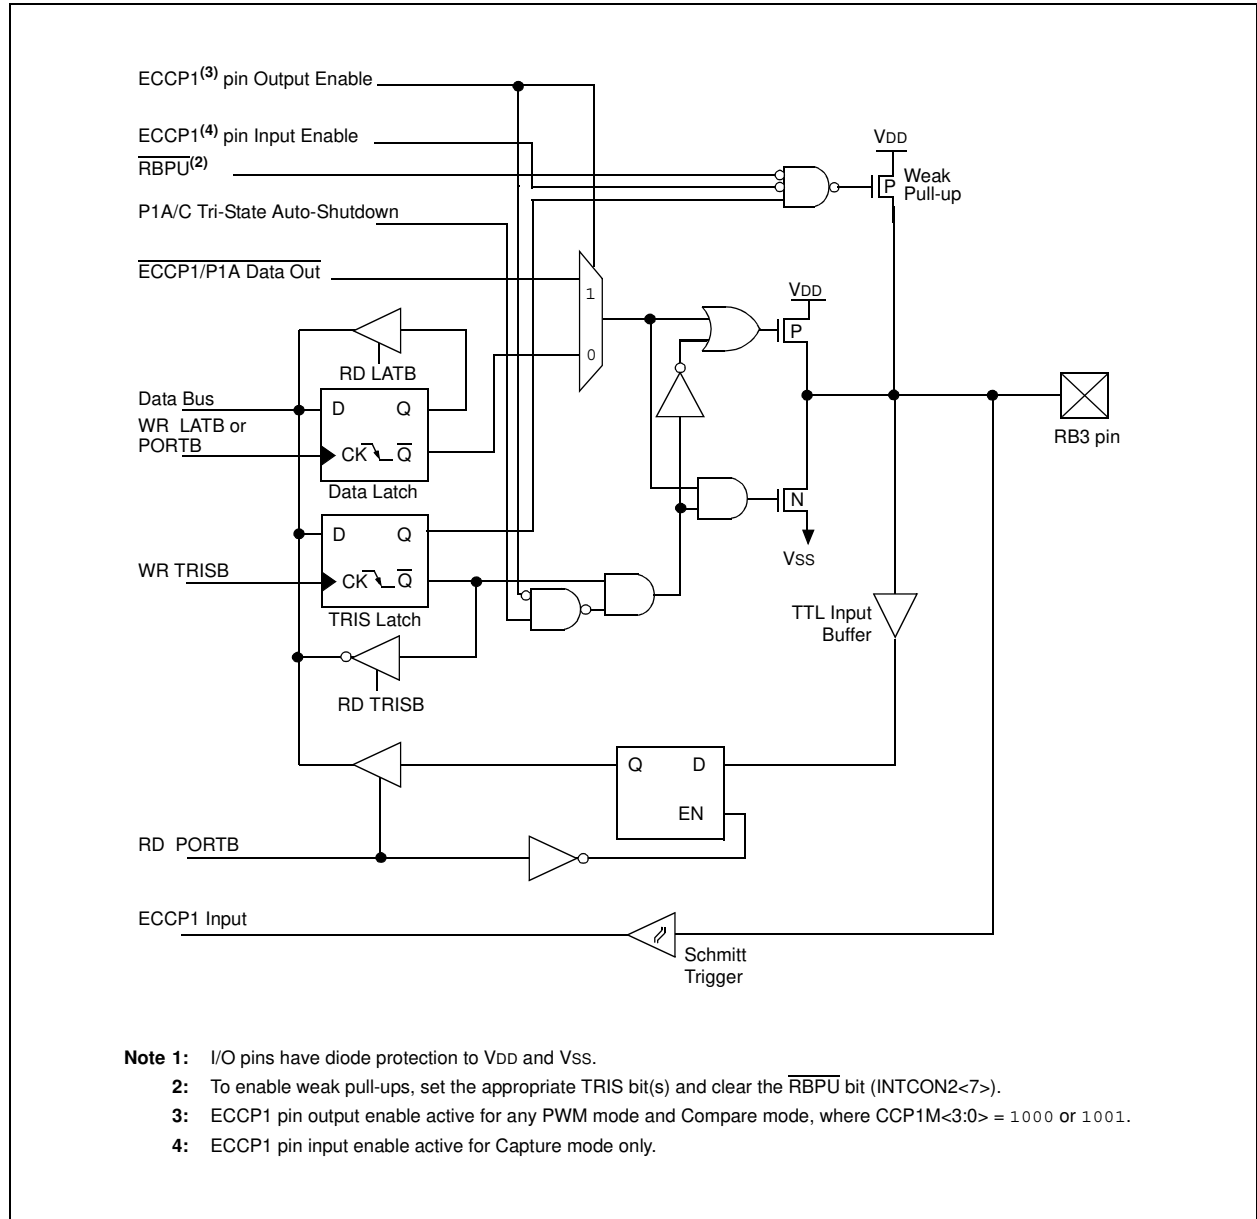 ECCP1(3) pin Output Enable
ECCP1(4) pin Input Enable
RBPU(2)
VDD
P
Weak
Pull-up
P1A/C Tri-State Auto-Shutdown
ECCP1/P1A Data Out
1
VDD
P
0
RD LATB
Data Bus
D
Q
WR LATB or
PORTB
CK
Q
Data Latch
RB3 pin
N
VSS
D
Q
WR TRISB
CK
Q
TRIS Latch
TTL Input
Buffer
RD TRISB
Q
D
EN
RD PORTB
ECCP1 Input
Schmitt
Trigger
Note 1: I/O pins have diode protection to VDD and VSS.
2: To enable weak pull-ups, set the appropriate TRIS bit(s) and clear the RBPU bit (INTCON2<7>).
3: ECCP1 pin output enable active for any PWM mode and Compare mode, where CCP1M<3:0> = 1000 or 1001.
4: ECCP1 pin input enable active for Capture mode only.